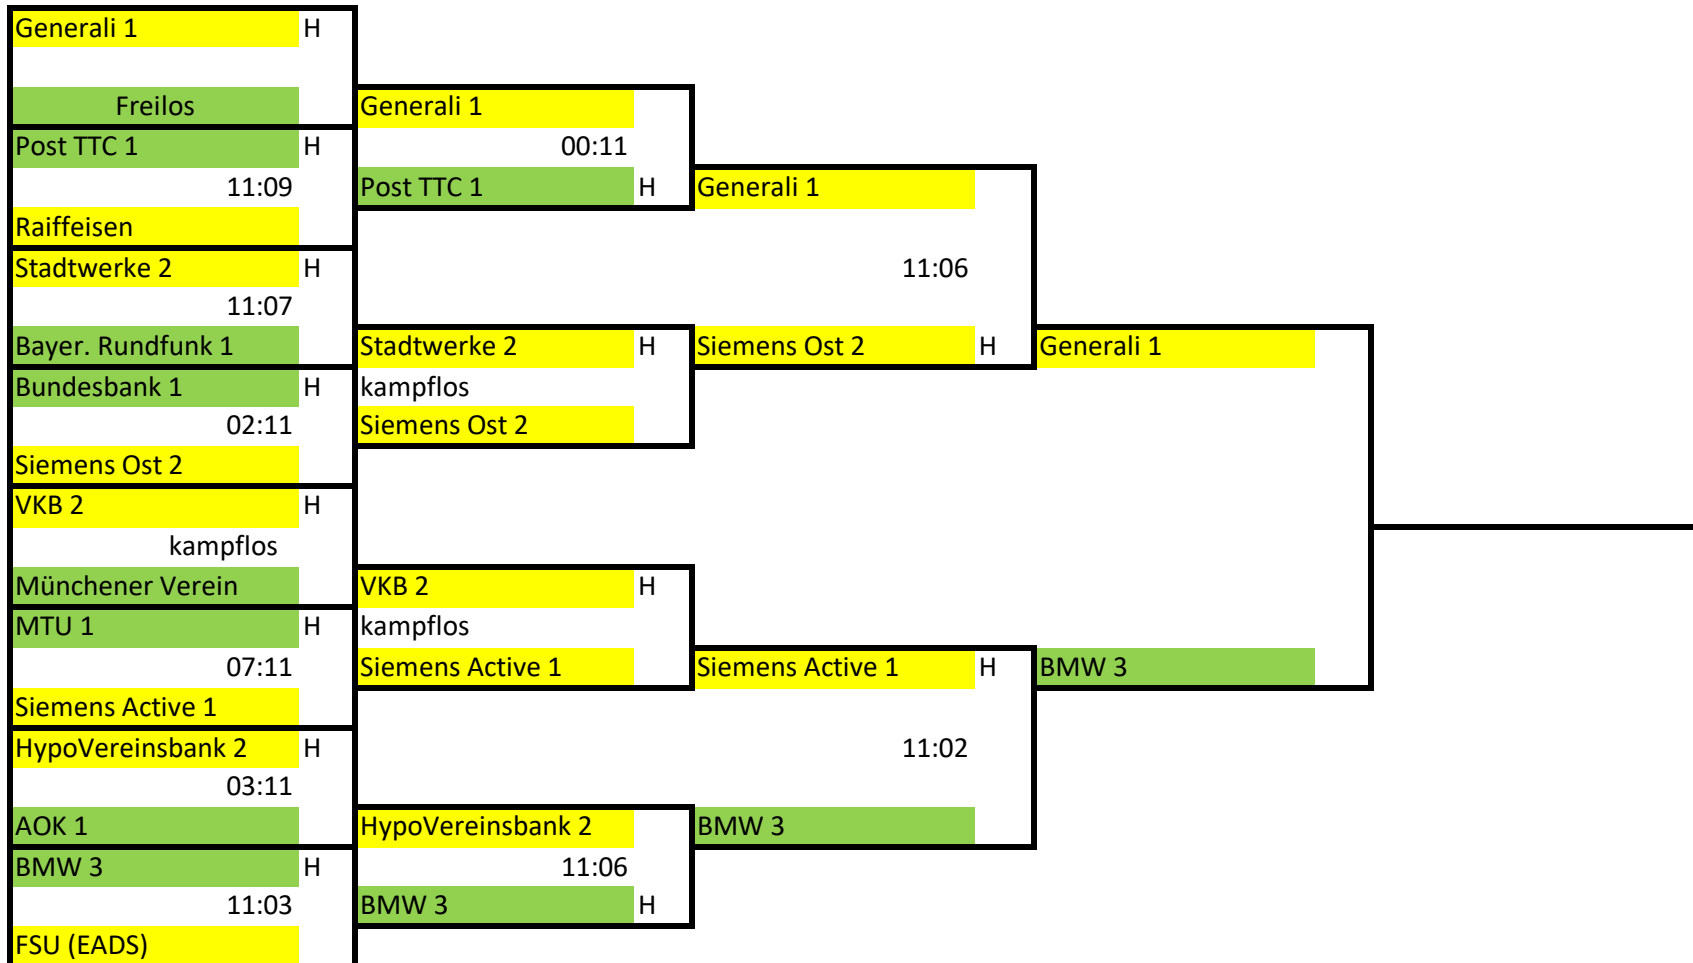 Generali 1 H
Freilos
Post TTC 1 H
11:09
Raiffeisen
Stadtwerke 2 H
11:07
Bayer. Rundfunk 1
Bundesbank 1 H
02:11
Siemens Ost 2
VKB 2 H
kampflos
Münchener Verein
MTU 1 H
07:11
Siemens Active 1
HypoVereinsbank 2 H
03:11
AOK 1
BMW 3 H
11:03
FSU (EADS)
Generali 1
00:11
Post TTC 1 H
Stadtwerke 2 H
kampflos
Siemens Ost 2
VKB 2 H
kampflos
Siemens Active 1
HypoVereinsbank 2
11:06
BMW 3 H
Generali 1
11:06
Siemens Ost 2 H
Siemens Active 1 H
11:02
BMW 3
Generali 1
BMW 3